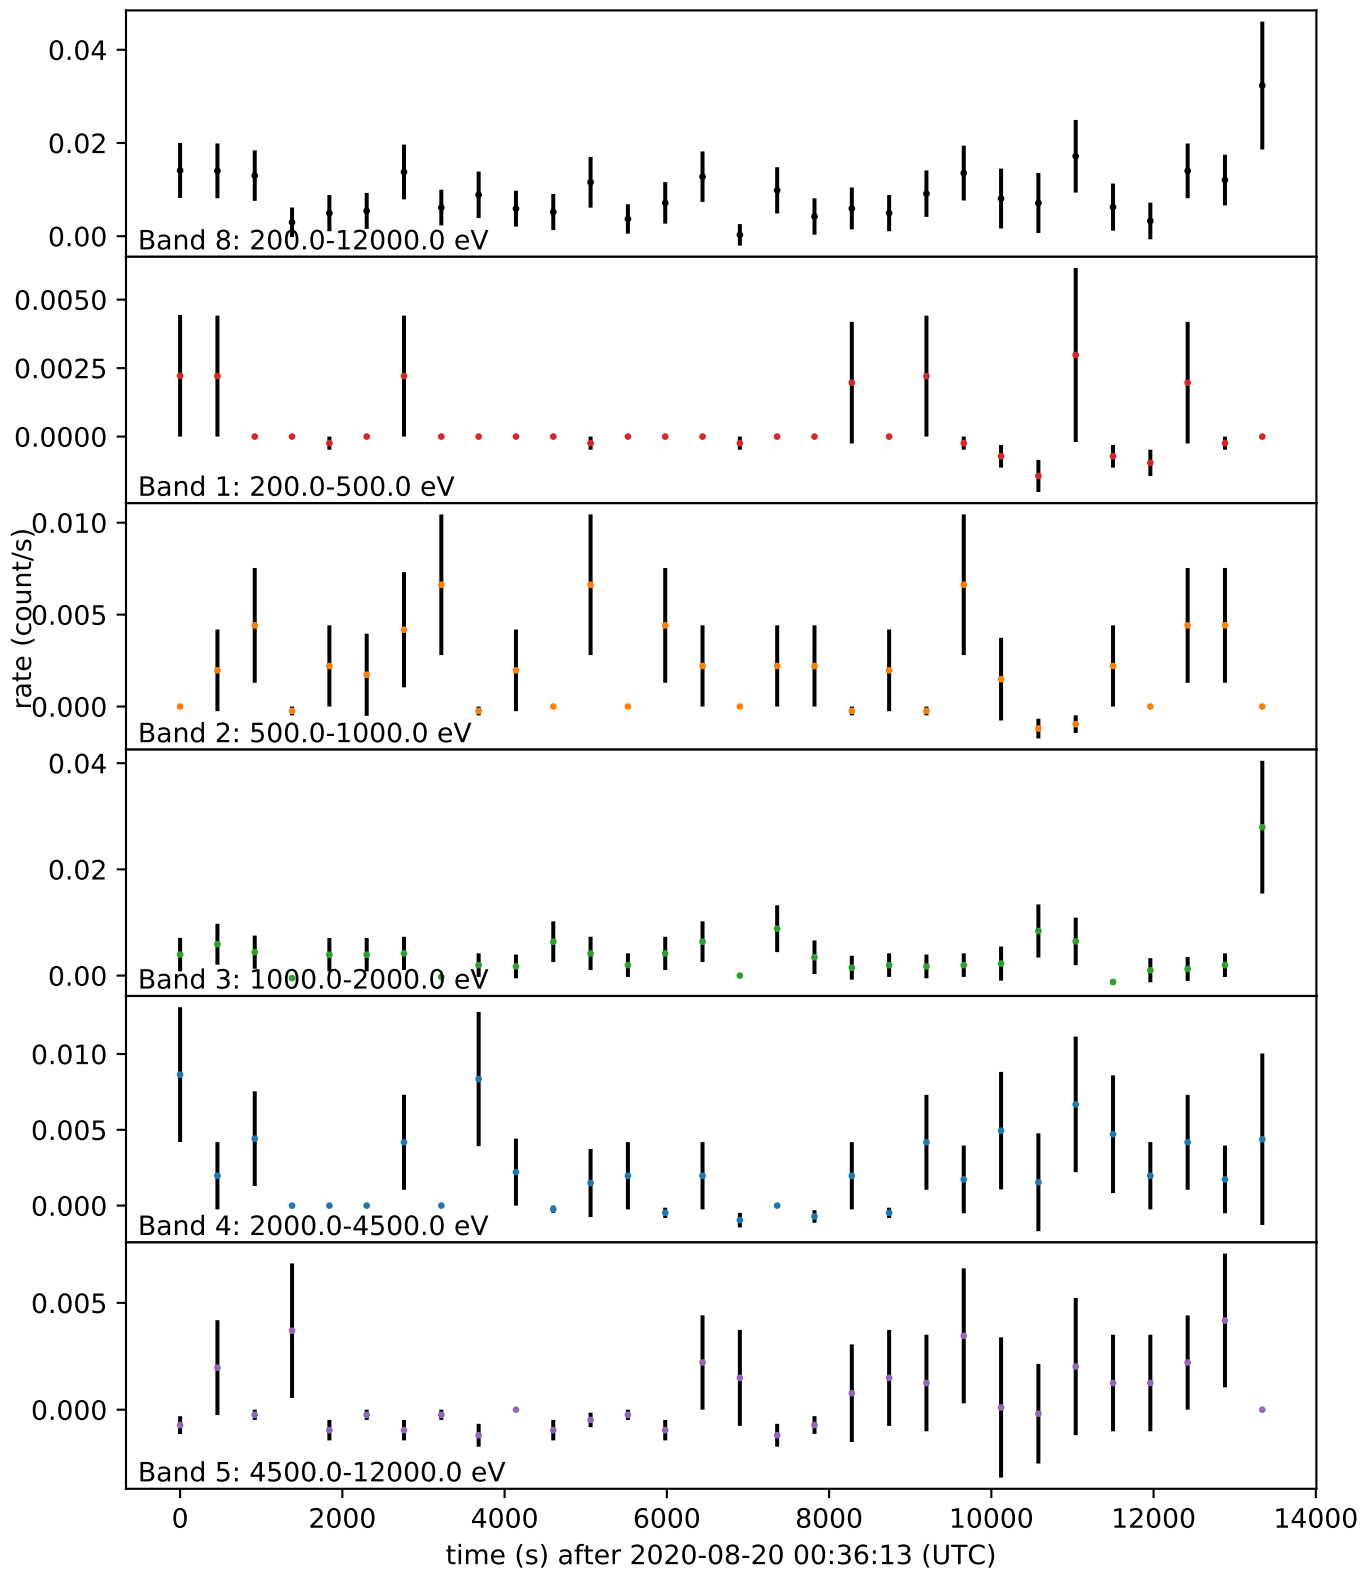 0.04
0.02
0.00
Band 8: 200.0-12000.0 eV
0.0050
0.0025
0.0000
Band 1: 200.0-500.0 eV
rate (count/s)
0.010
0.005
0.000
Band 2: 500.0-1000.0 eV
0.04
0.02
0.00
Band 3: 1000.0-2000.0 eV
0.010
0.005
0.000
Band 4: 2000.0-4500.0 eV
0.005
0.000
Band 5: 4500.0-12000.0 eV
0 2000 4000 6000 8000 10000 12000 14000
time (s) after 2020-08-20 00:36:13 (UTC)